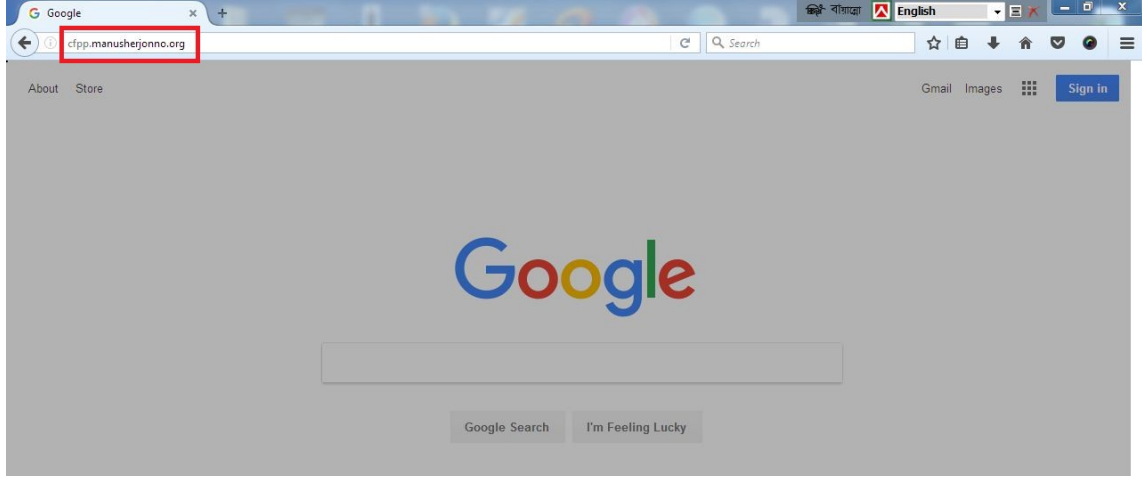 Google
English
cfpp.manusherjonno.org
Search
About Store
Gmail Images
Sign in
Google
Google Search I'm Feeling Lucky